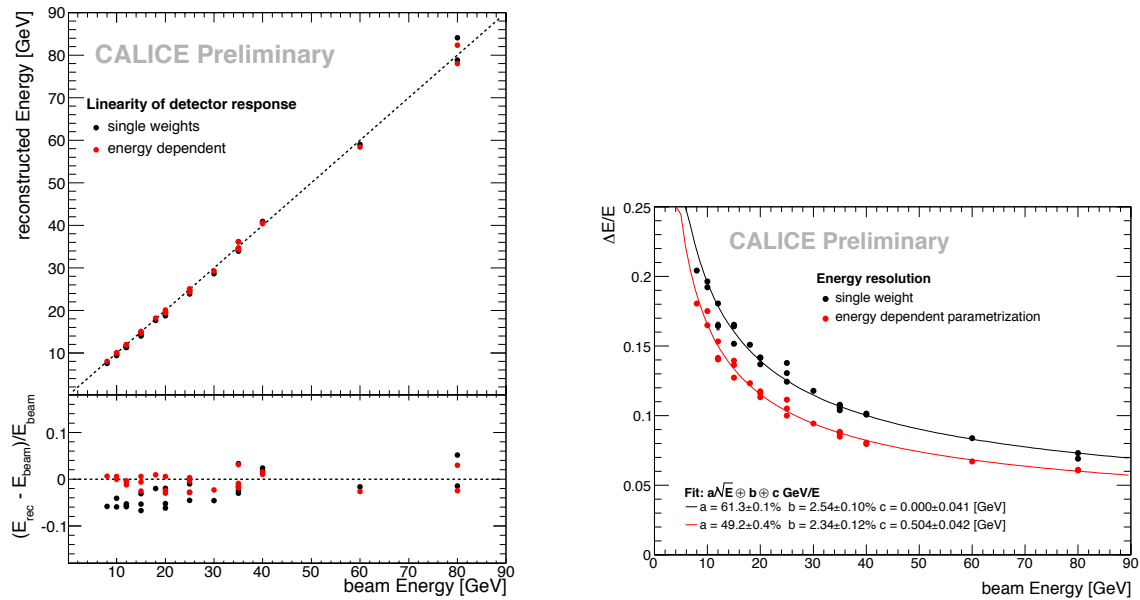 reconstructed Energy [GeV]
90
80
70
60
50
40
30
20
10
CALICE Preliminary
Linearity of detector response
single weights
energy dependent
(E_rec - E_beam)/E_beam
0.1
0
-0.1
10 20 30 40 50 60 70 80 90
beam Energy [GeV]
ΔE/E
0.25
0.2
0.15
0.1
0.05
0
CALICE Preliminary
Energy resolution
single weight
energy dependent parametrization
Fit: a/√E ⊕ b ⊕ c GeV/E
a = 61.3±0.1% b = 2.54±0.10% c = 0.000±0.041 [GeV]
a = 49.2±0.4% b = 2.34±0.12% c = 0.504±0.042 [GeV]
0 10 20 30 40 50 60 70 80 90
beam Energy [GeV]